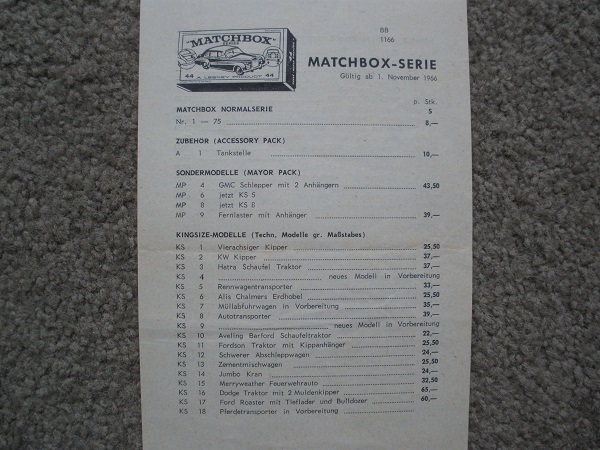 "MATCHBOX"
SERIES
44 A LESNEY PRODUCT 44
BB
1166
MATCHBOX-SERIE
Gültig ab 1. November 1966
p. Stk.
S
MATCHBOX NORMALSERIE
Nr. 1 — 75 8,—
ZUBEHÖR (ACCESSORY PACK)
A 1 Tankstelle 10,—
SONDERMODELLE (MAYOR PACK)
MP 4 GMC Schlepper mit 2 Anhängern 43,50
MP 6 jetzt KS 5
MP 8 jetzt KS 8
MP 9 Fernlaster mit Anhänger 39,—
KINGSIZE-MODELLE (Techn. Modelle gr. Maßstabes)
KS 1 Vierachsiger Kipper 25,50
KS 2 KW Kipper 37,—
KS 3 Hatra Schaufel Traktor 37,—
KS 4 neues Modell in Vorbereitung
KS 5 Rennwagentransporter 33,—
KS 6 Allis Chalmers Erdhobel 25,50
KS 7 Müllabfuhrwagen in Vorbereitung 35,—
KS 8 Autotransporter 39,—
KS 9 neues Modell in Vorbereitung
KS 10 Aveling Barford Schaufeltraktor 22,—
KS 11 Fordson Traktor mit Kippanhänger 25,50
KS 12 Schwerer Abschleppwagen 24,—
KS 13 Zementmischwagen 25,50
KS 14 Jumbo Kran 24,—
KS 15 Merryweather Feuerwehrauto 32,50
KS 16 Dodge Traktor mit 2 Muldenkipper 65,—
KS 17 Ford Roaster mit Tieflader und Bulldozer 60,—
KS 18 Pferdetransporter in Vorbereitung